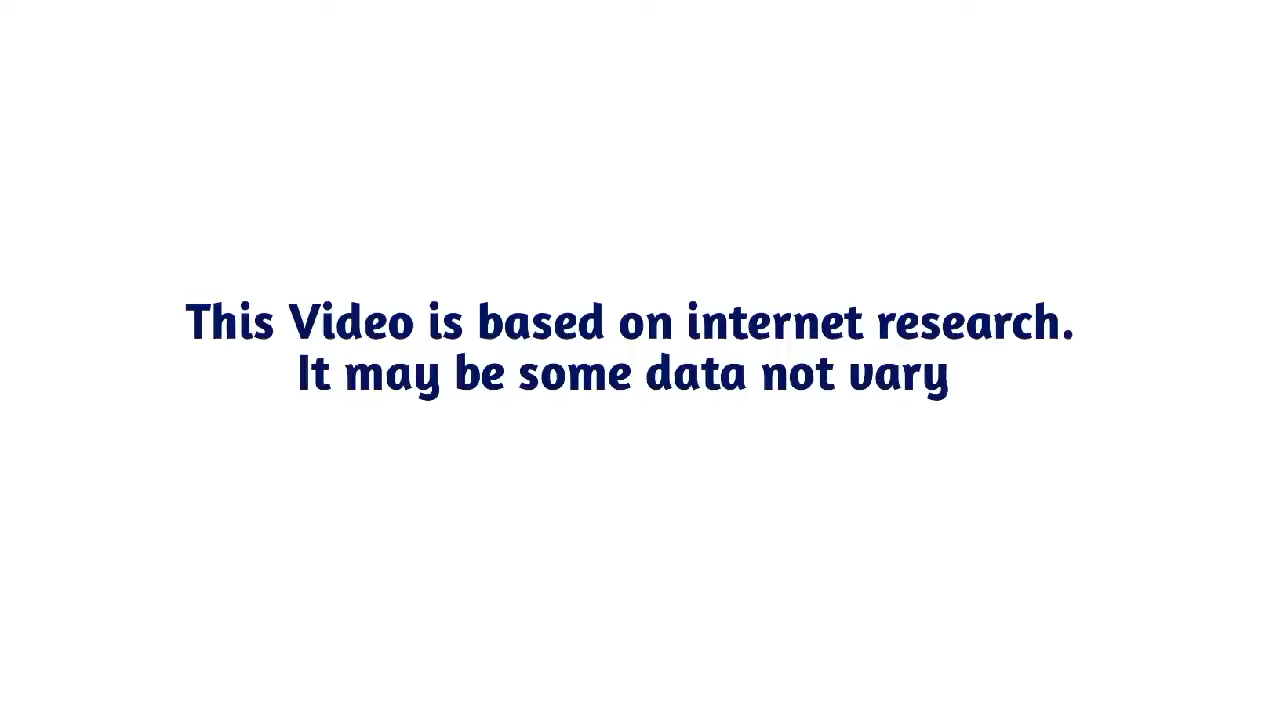 This Video is based on internet research.
It may be some data not vary